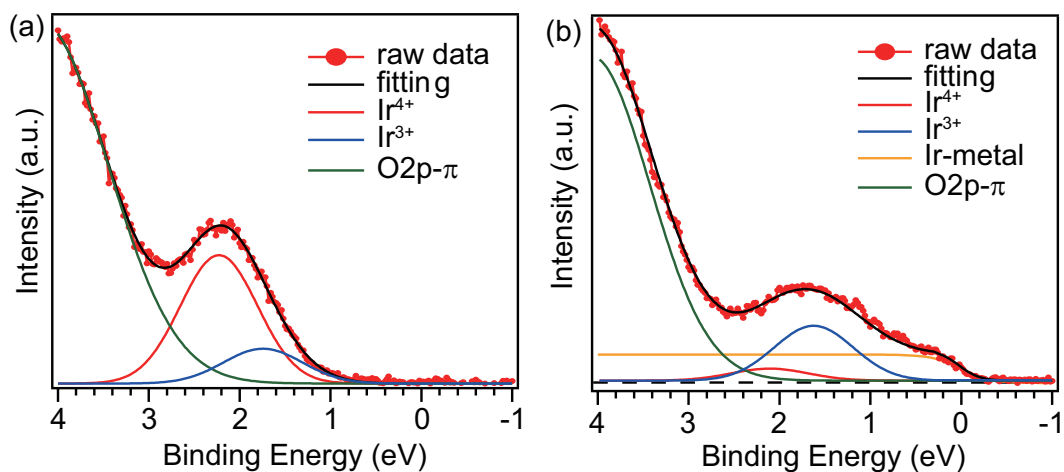 (a)
raw data
fitting
Ir⁴⁺
Ir³⁺
O2p-π
Intensity (a.u.)
4 3 2 1 0 -1
Binding Energy (eV)
(b)
raw data
fitting
Ir⁴⁺
Ir³⁺
Ir-metal
O2p-π
Intensity (a.u.)
4 3 2 1 0 -1
Binding Energy (eV)